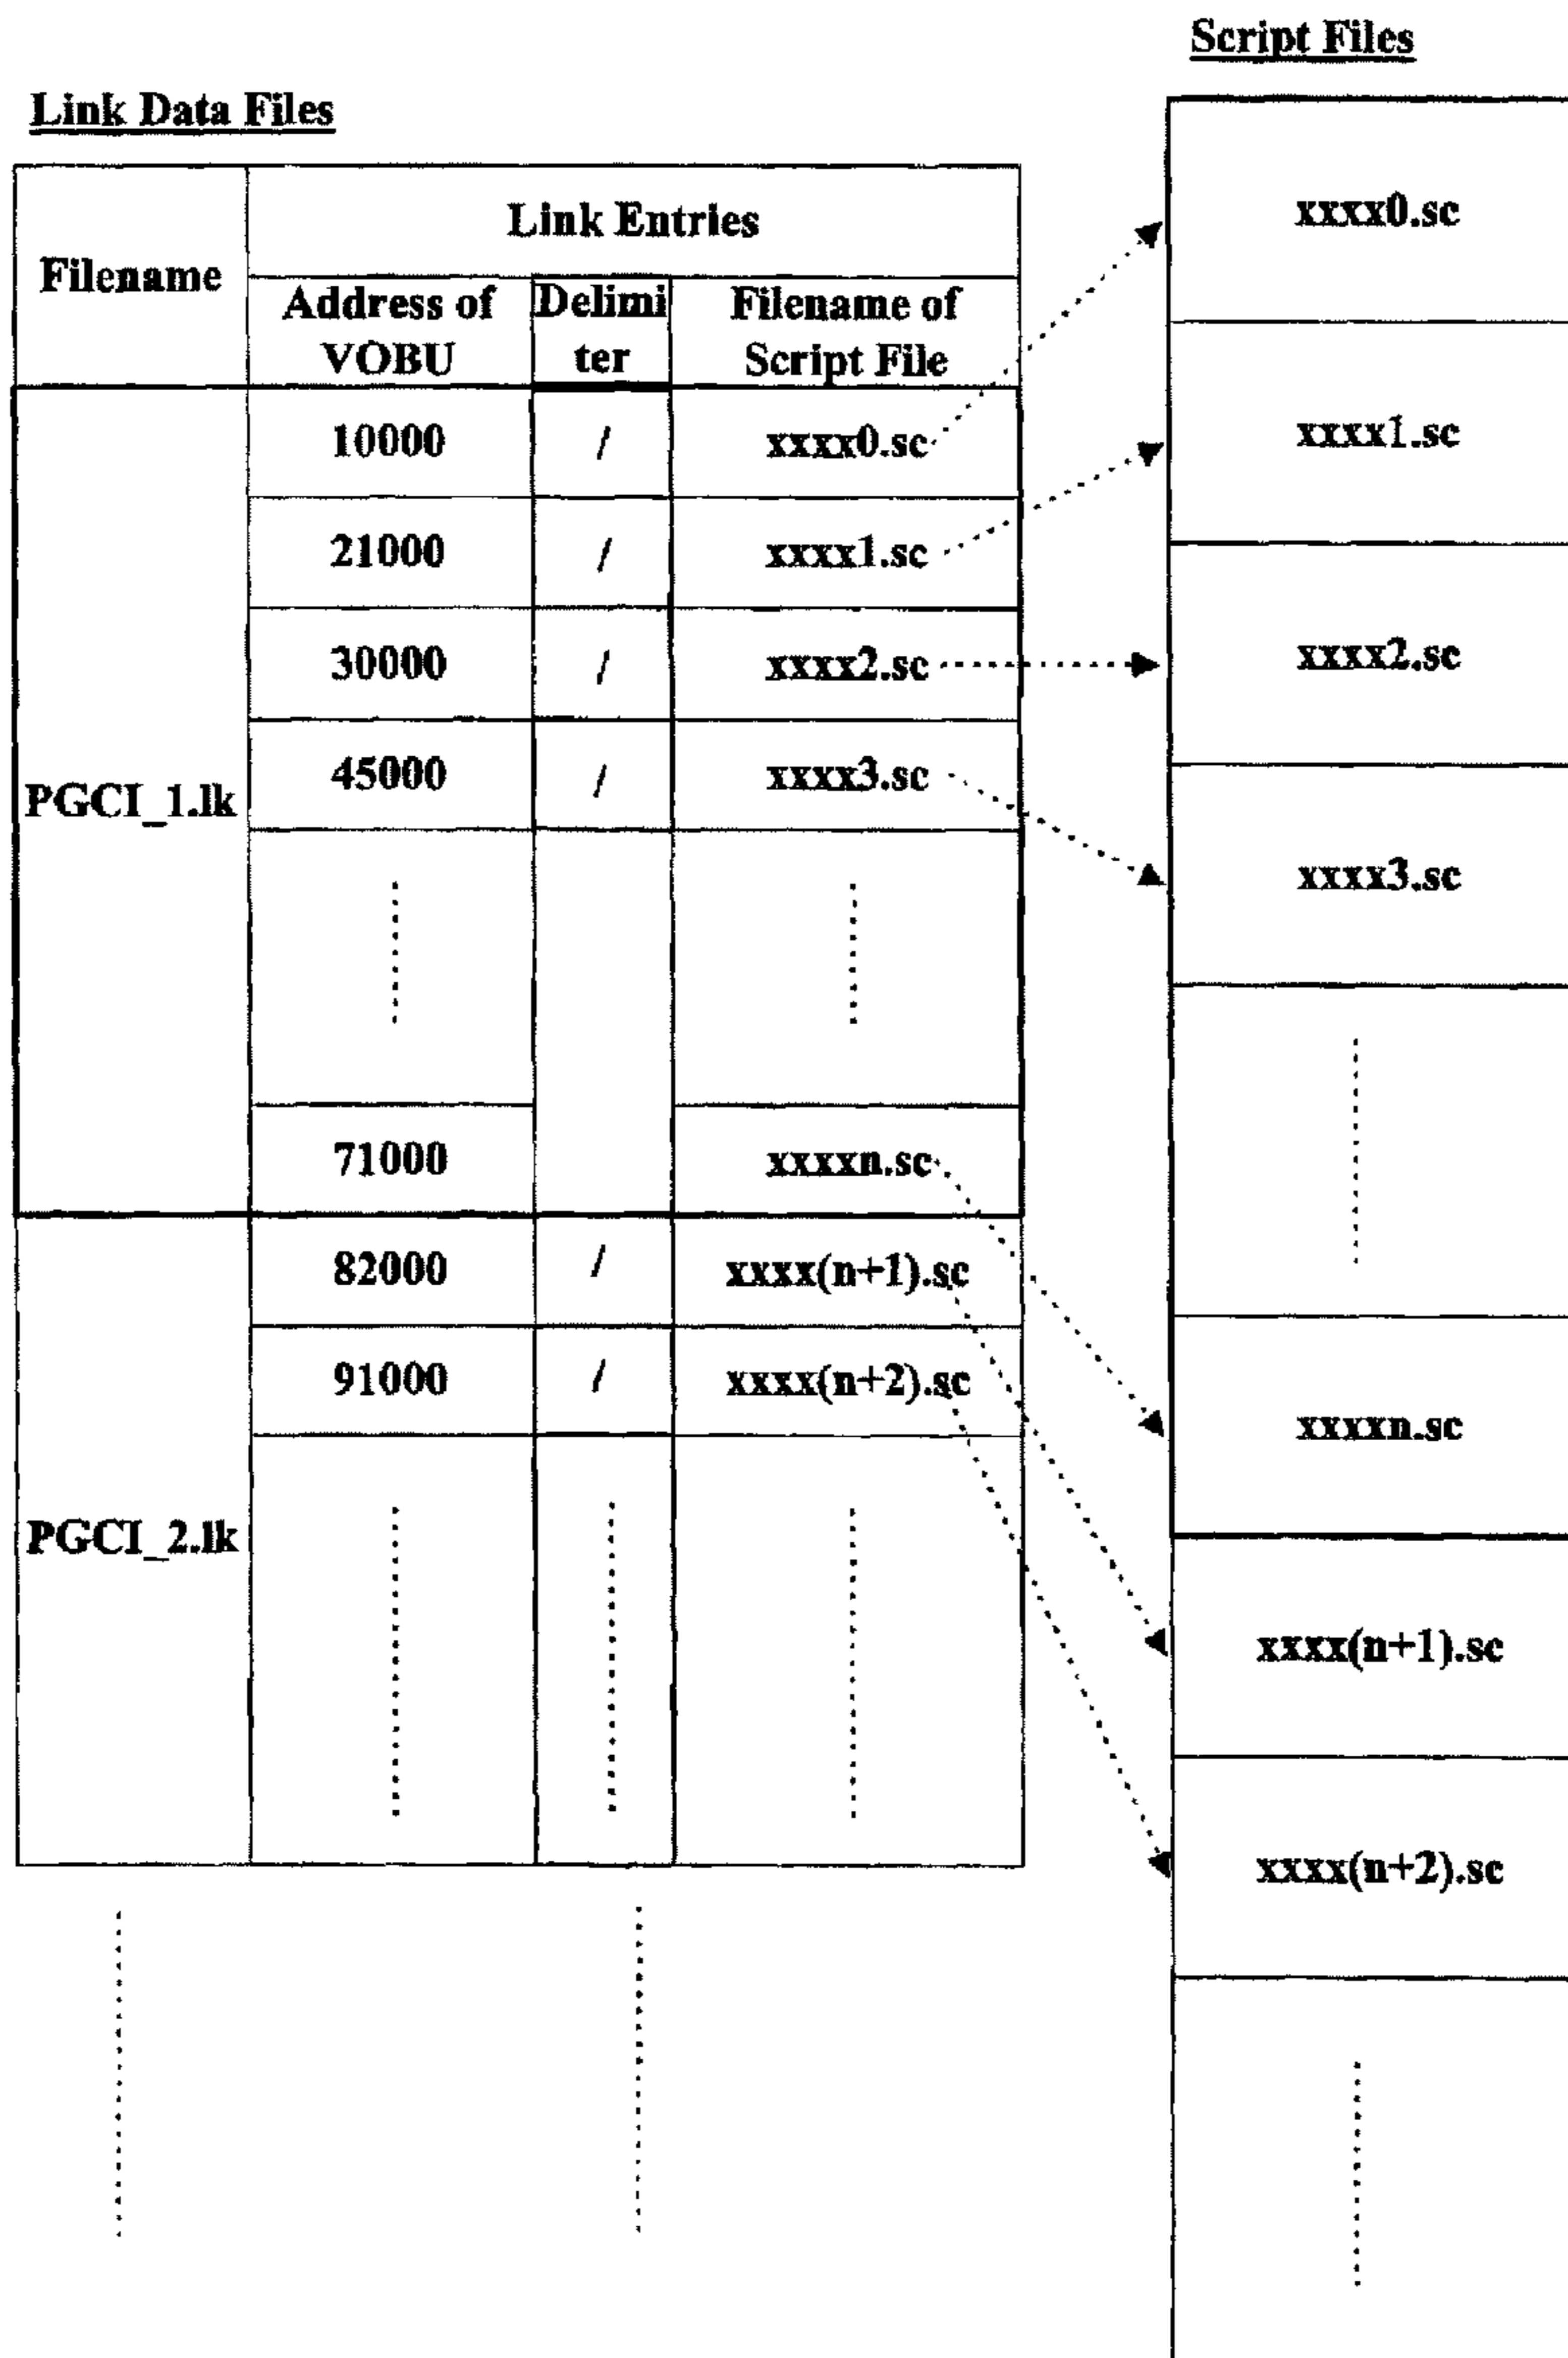 Script Files
Link Data Files
Filename
Link Entries
Address of
VOBU
Delimi
ter
Filename of
Script File
PGCI_1.lk
10000 / xxxx0.sc
21000 / xxxx1.sc
30000 / xxxx2.sc
45000 / xxxx3.sc
71000 xxxxn.sc
PGCI_2.lk
82000 / xxxx(n+1).sc
91000 / xxxx(n+2).sc
xxxx0.sc
xxxx1.sc
xxxx2.sc
xxxx3.sc
xxxxn.sc
xxxx(n+1).sc
xxxx(n+2).sc